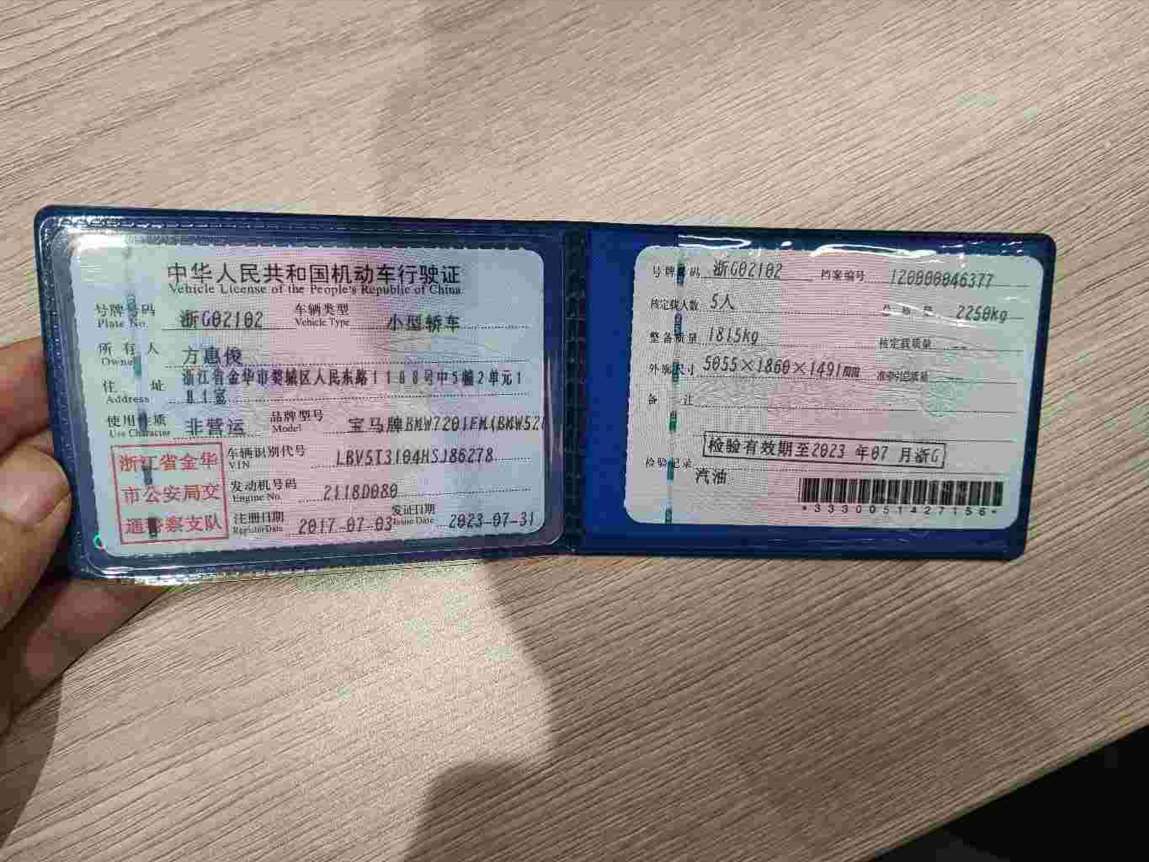 中华人民共和国机动车行驶证
Vehicle License of the People's Republic of China
号牌号码 浙G02102 车辆类型 小型轿车
Plate No. Vehicle Type
所有人 方惠俊
Owner
住址 浙江省金华市婺城区人民东路1188号中5幢2单元1
Address 101室
使用性质 非营运 品牌型号 宝马牌BMW7201FM(BMW527
Use Character Model
浙江省金华
市公安局交
通警察支队
车辆识别代号 LBV5T3104HSJ86278
VIN
发动机号码 2118D080
Engine No.
注册日期 2017-07-03 发证日期 2023-07-31
Register Date Issue Date
号牌号码 浙G02102 档案编号 120000046377
核定载人数 5人 总质量 2250kg
整备质量 1815kg 核定载质量 --
外廓尺寸 5055×1860×1491mm 准牵引总质量 --
备注
检验有效期至2023年07月浙G
检验记录
汽油
*3330051427156*